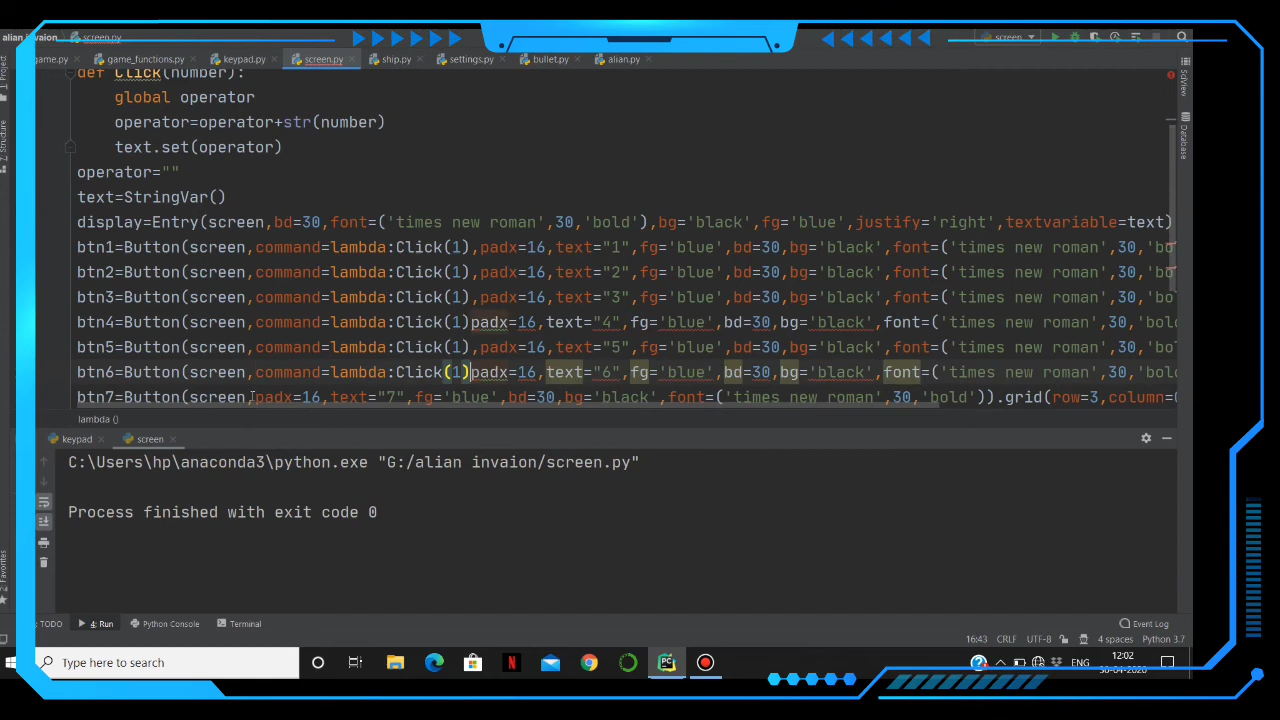 alian invaion screen.py screen
game.py game_functions.py keypad.py screen.py ship.py settings.py bullet.py alian.py
def Click(number):
global operator
operator=operator+str(number)
text.set(operator)
operator=""
text=StringVar()
display=Entry(screen,bd=30,font=('times new roman',30,'bold'),bg='black',fg='blue',justify='right',textvariable=text)
btn1=Button(screen,command=lambda:Click(1),padx=16,text="1",fg='blue',bd=30,bg='black',font=('times new roman',30,'bo
btn2=Button(screen,command=lambda:Click(1),padx=16,text="2",fg='blue',bd=30,bg='black',font=('times new roman',30,'bo
btn3=Button(screen,command=lambda:Click(1),padx=16,text="3",fg='blue',bd=30,bg='black',font=('times new roman',30,'bo
btn4=Button(screen,command=lambda:Click(1)padx=16,text="4",fg='blue',bd=30,bg='black',font=('times new roman',30,'bold
btn5=Button(screen,command=lambda:Click(1),padx=16,text="5",fg='blue',bd=30,bg='black',font=('times new roman',30,'bo
btn6=Button(screen,command=lambda:Click(1)padx=16,text="6",fg='blue',bd=30,bg='black',font=('times new roman',30,'bold
btn7=Button(screen,padx=16,text="7",fg='blue',bd=30,bg='black',font=('times new roman',30,'bold')).grid(row=3,column=0
lambda ()
keypad screen
C:\Users\hp\anaconda3\python.exe "G:/alian invaion/screen.py"
Process finished with exit code 0
TODO 4: Run Python Console Terminal Event Log
16:43 CRLF UTF-8 4 spaces Python 3.7
Type here to search ENG 12:02
30-04-2020
1: Project
7: Structure
2: Favorites
SciView
Database